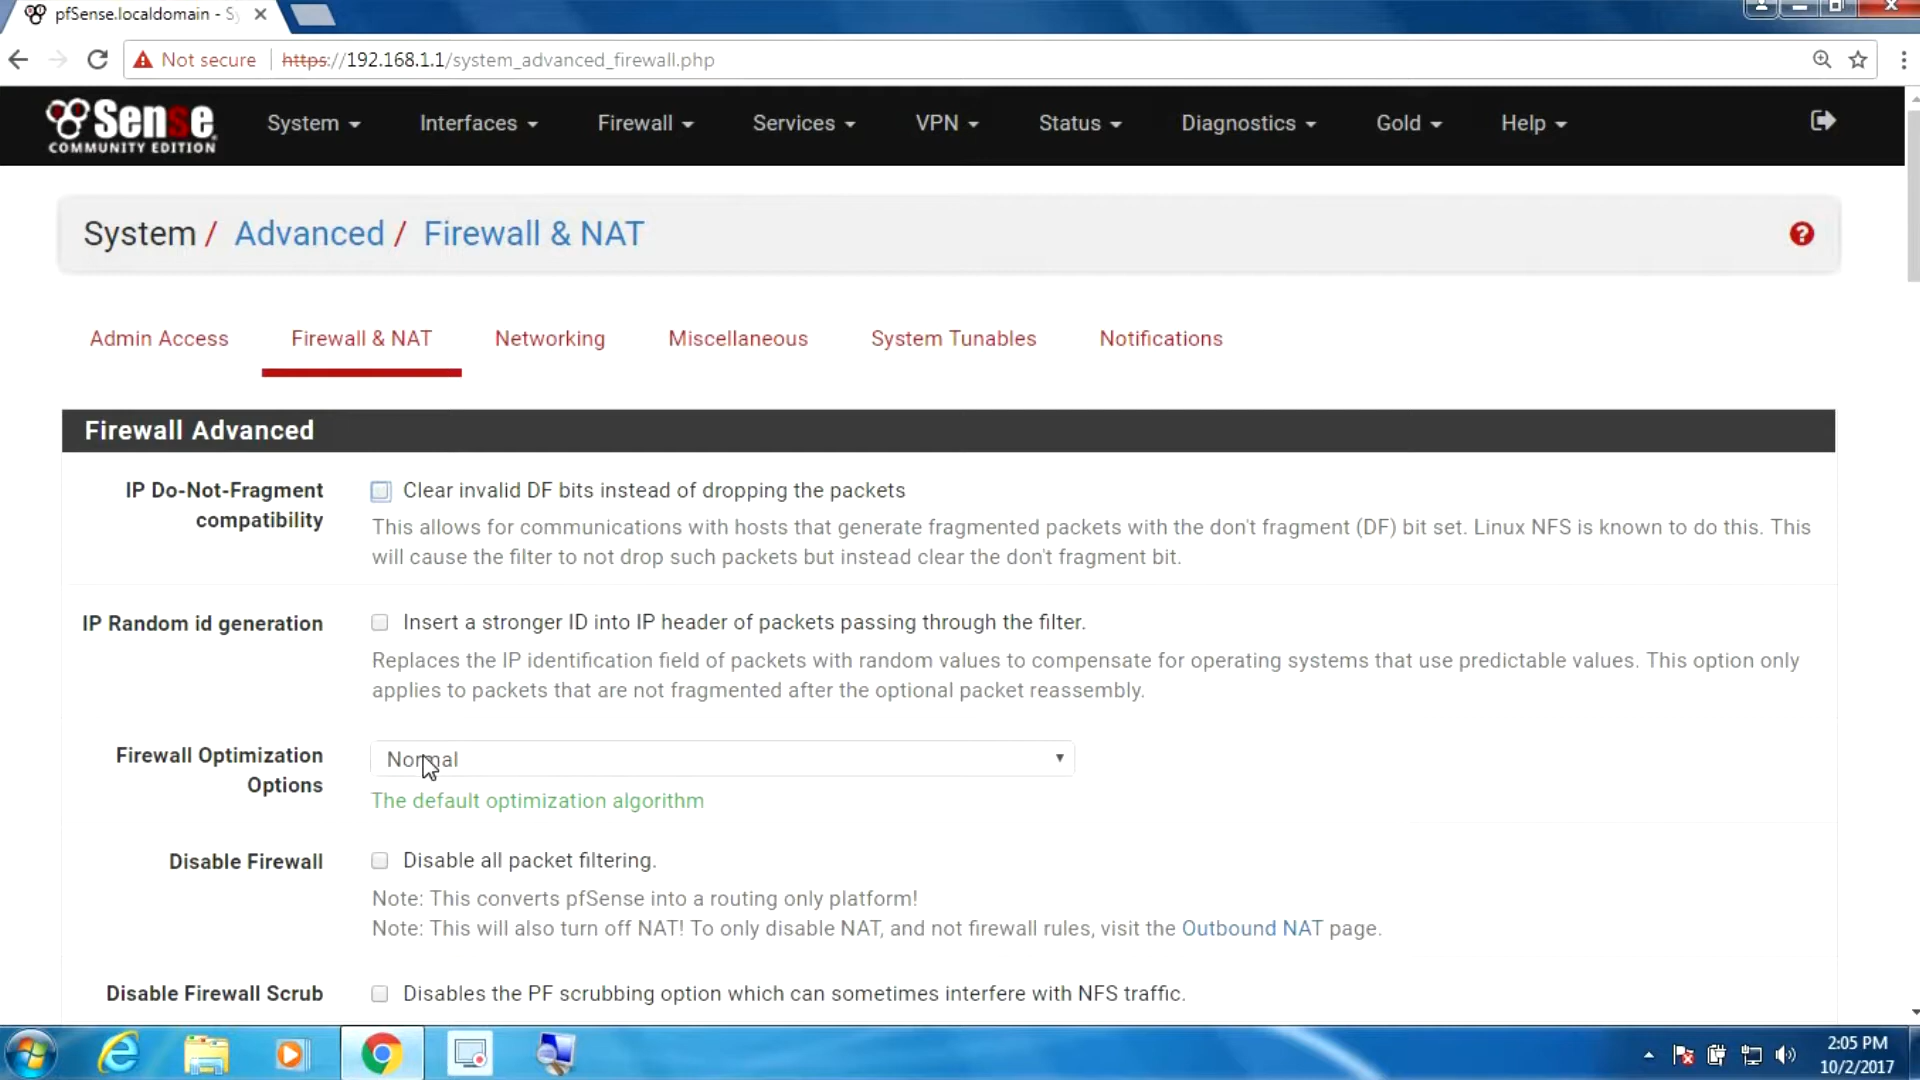 pfSense.localdomain - S
Not secure https://192.168.1.1/system_advanced_firewall.php
Sense
COMMUNITY EDITION
System Interfaces Firewall Services VPN Status Diagnostics Gold Help
System / Advanced / Firewall & NAT
Admin Access Firewall & NAT Networking Miscellaneous System Tunables Notifications
Firewall Advanced
IP Do-Not-Fragment compatibility
Clear invalid DF bits instead of dropping the packets
This allows for communications with hosts that generate fragmented packets with the don't fragment (DF) bit set. Linux NFS is known to do this. This
will cause the filter to not drop such packets but instead clear the don't fragment bit.
IP Random id generation
Insert a stronger ID into IP header of packets passing through the filter.
Replaces the IP identification field of packets with random values to compensate for operating systems that use predictable values. This option only
applies to packets that are not fragmented after the optional packet reassembly.
Firewall Optimization Options
Normal
The default optimization algorithm
Disable Firewall
Disable all packet filtering.
Note: This converts pfSense into a routing only platform!
Note: This will also turn off NAT! To only disable NAT, and not firewall rules, visit the Outbound NAT page.
Disable Firewall Scrub
Disables the PF scrubbing option which can sometimes interfere with NFS traffic.
2:05 PM
10/2/2017